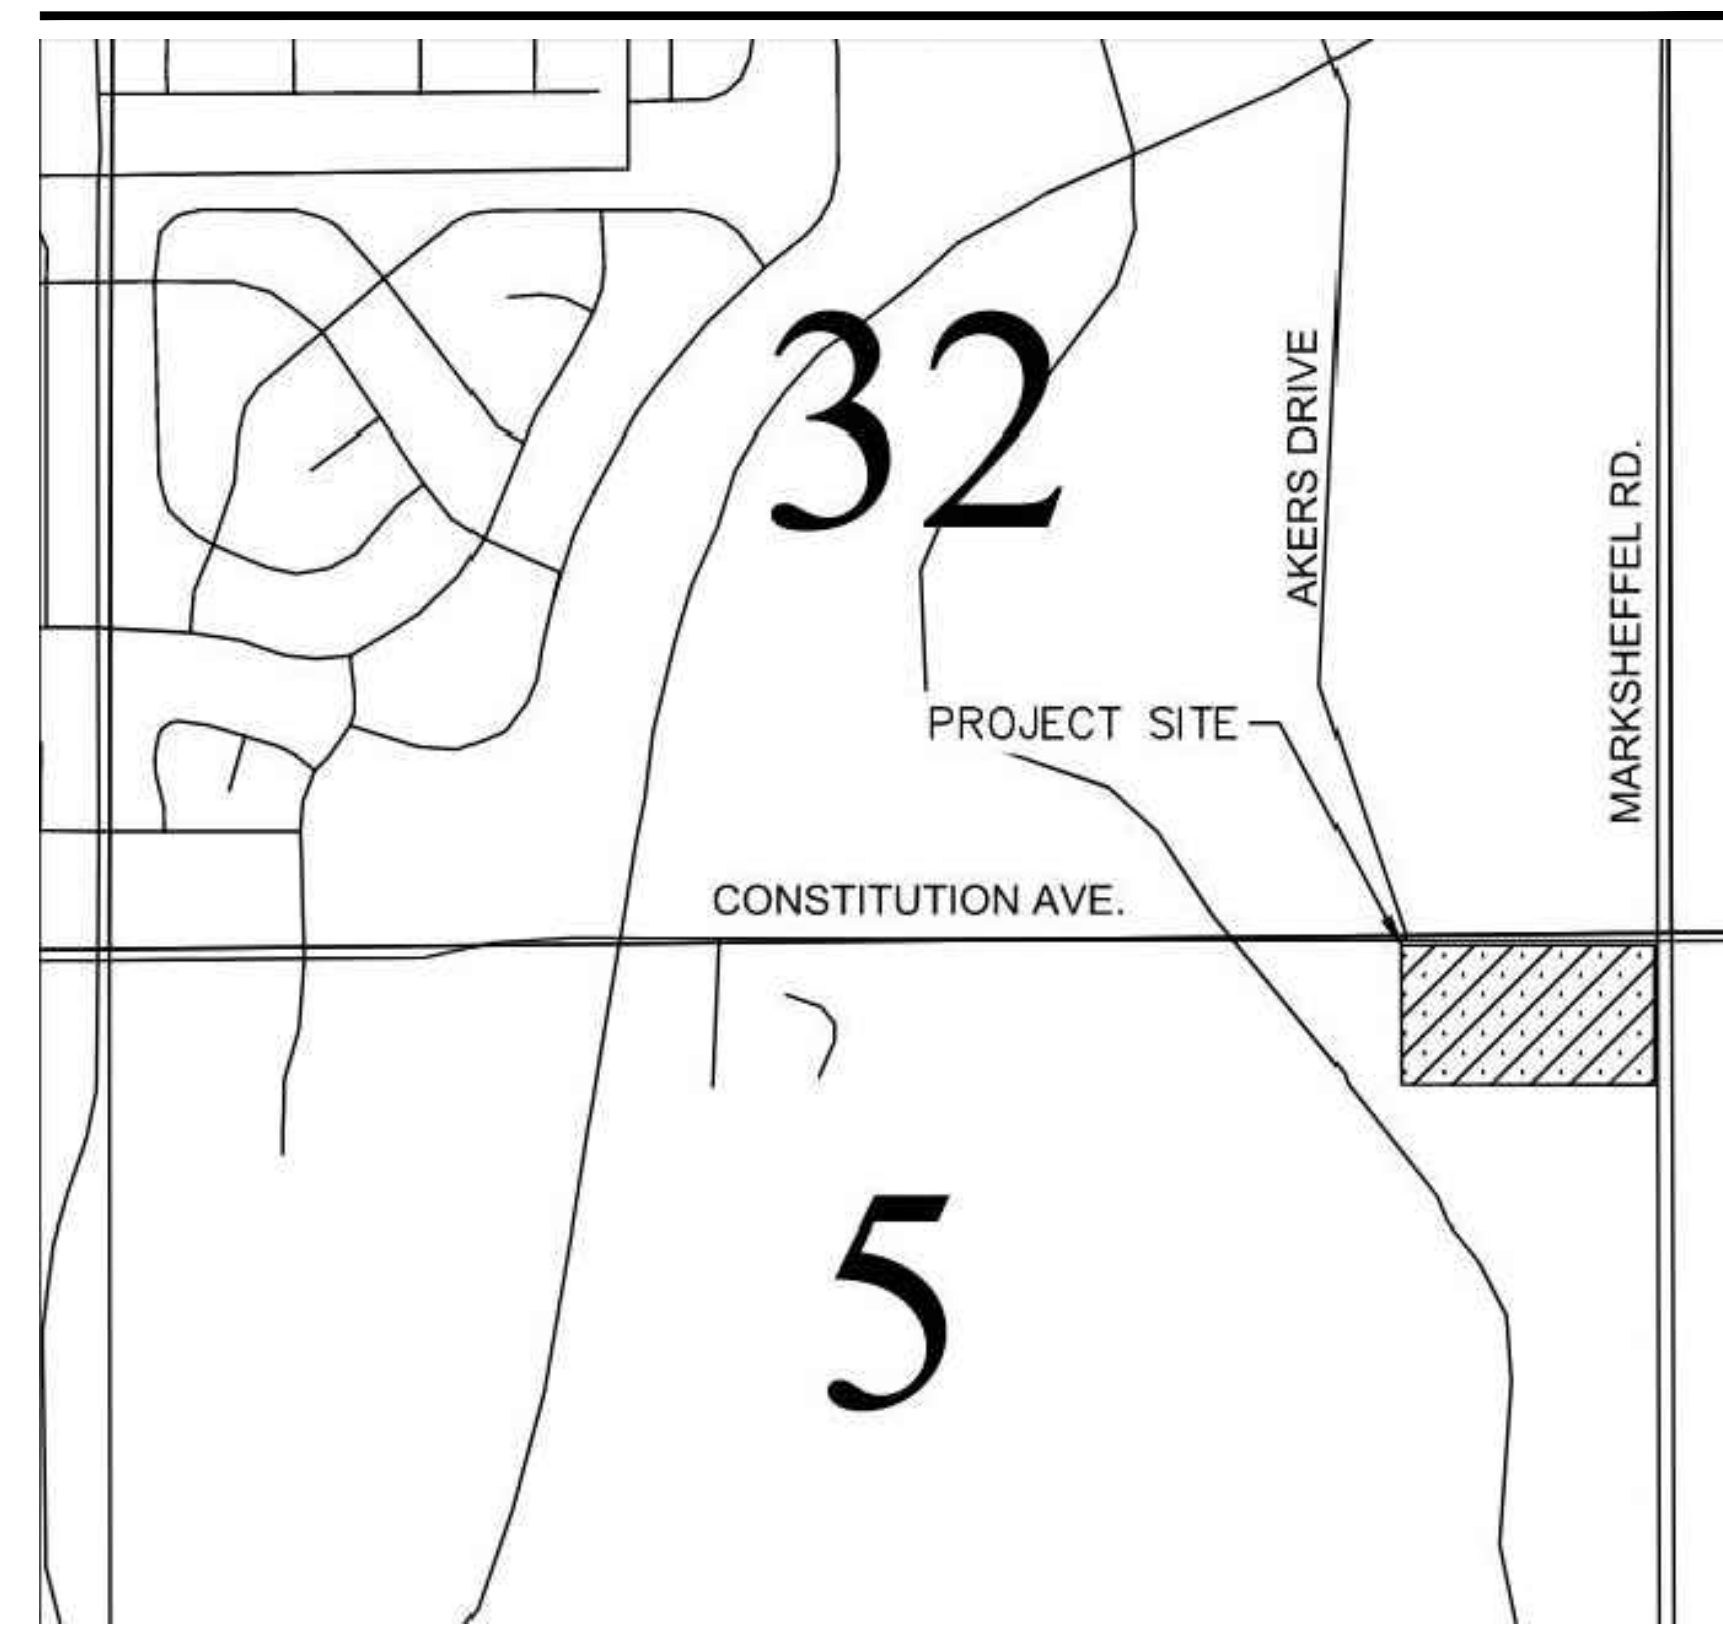 32
AKERS DRIVE
MARKSHEFFEL RD.
PROJECT SITE
CONSTITUTION AVE.
5